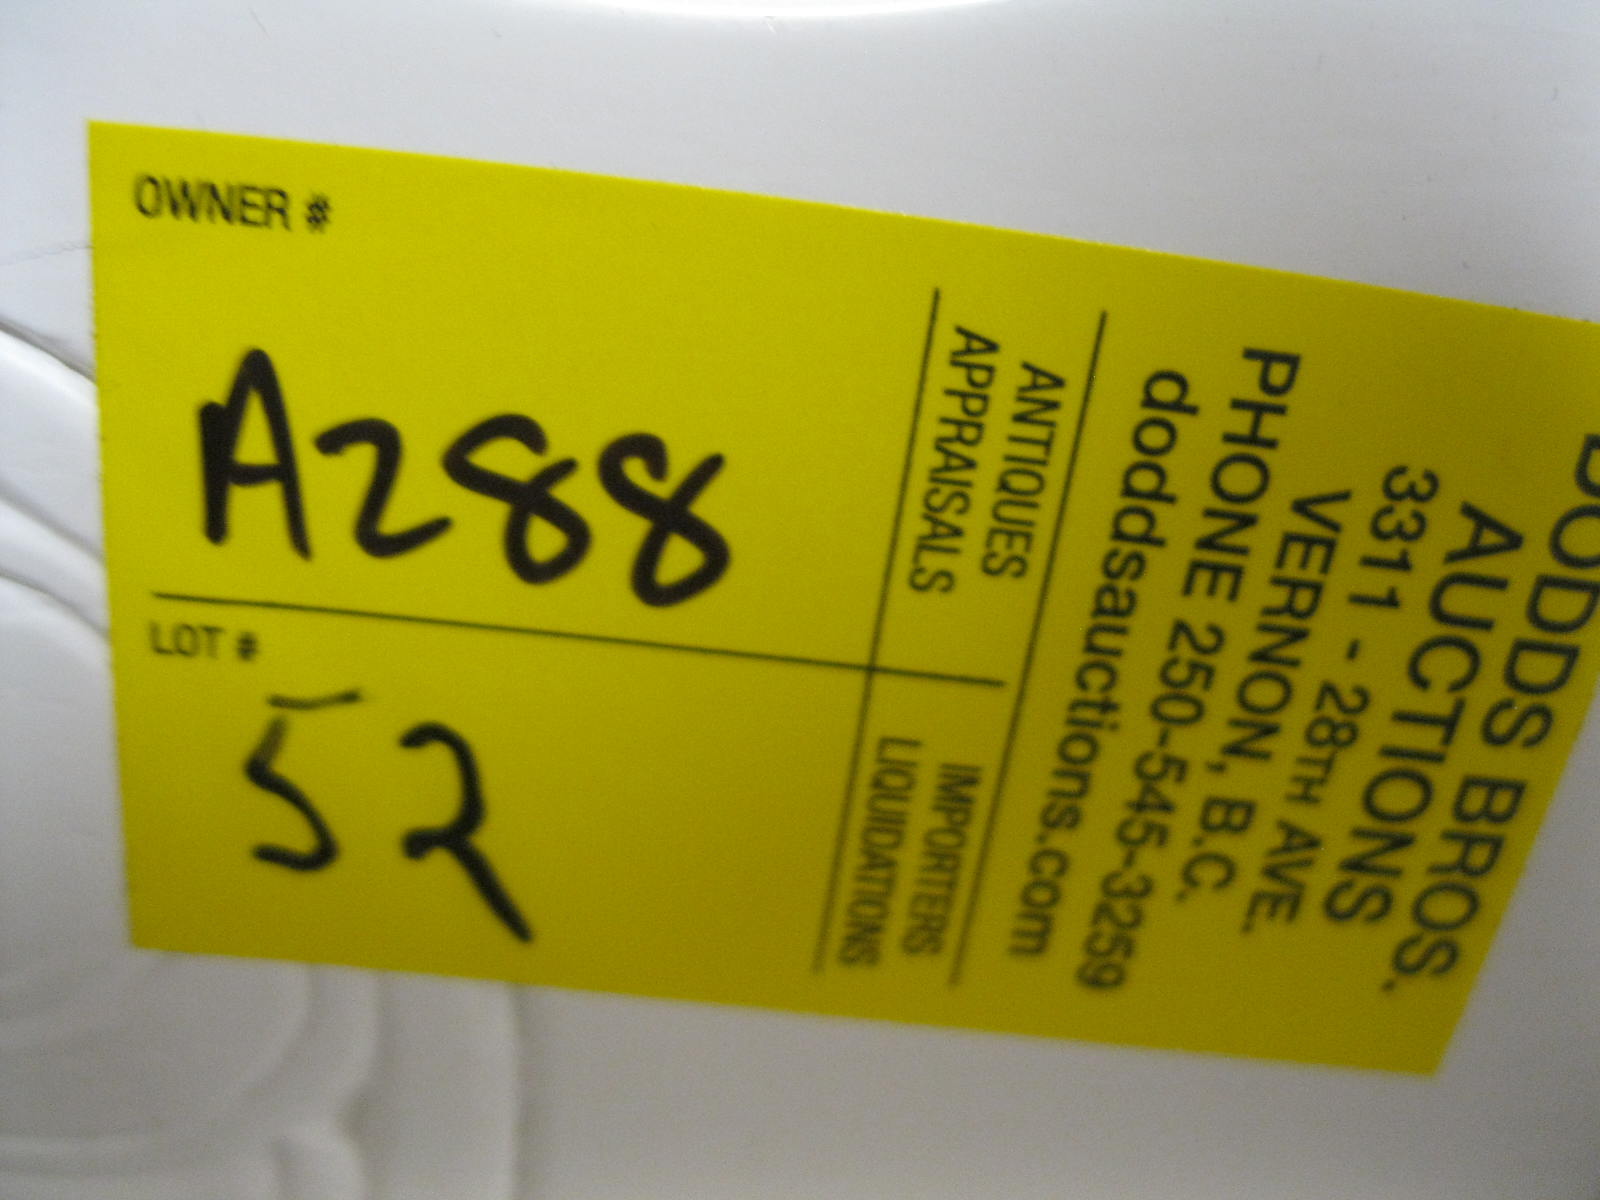 OWNER #
A288
LOT #
52
DODDS BROS.
AUCTIONS
3311 - 28TH AVE.
VERNON, B.C.
PHONE 250-545-3259
doddsauctions.com
ANTIQUES
APPRAISALS
IMPORTERS
LIQUIDATIONS